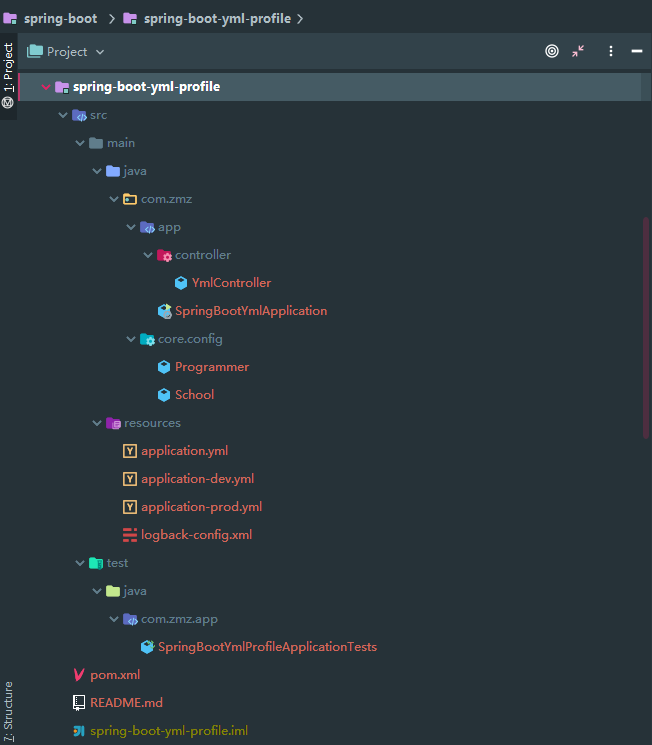 spring-boot spring-boot-yml-profile
Project
1: Project
spring-boot-yml-profile
src
main
java
com.zmz
app
controller
YmlController
SpringBootYmlApplication
core.config
Programmer
School
resources
application.yml
application-dev.yml
application-prod.yml
logback-config.xml
test
java
com.zmz.app
SpringBootYmlProfileApplicationTests
pom.xml
README.md
spring-boot-yml-profile.iml
7: Structure